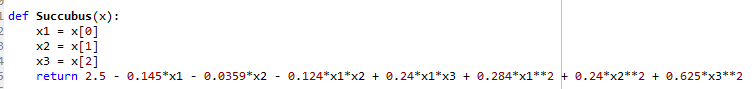 def Succubus(x):
x1 = x[0]
x2 = x[1]
x3 = x[2]
return 2.5 - 0.145*x1 - 0.0359*x2 - 0.124*x1*x2 + 0.24*x1*x3 + 0.284*x1**2 + 0.24*x2**2 + 0.625*x3**2